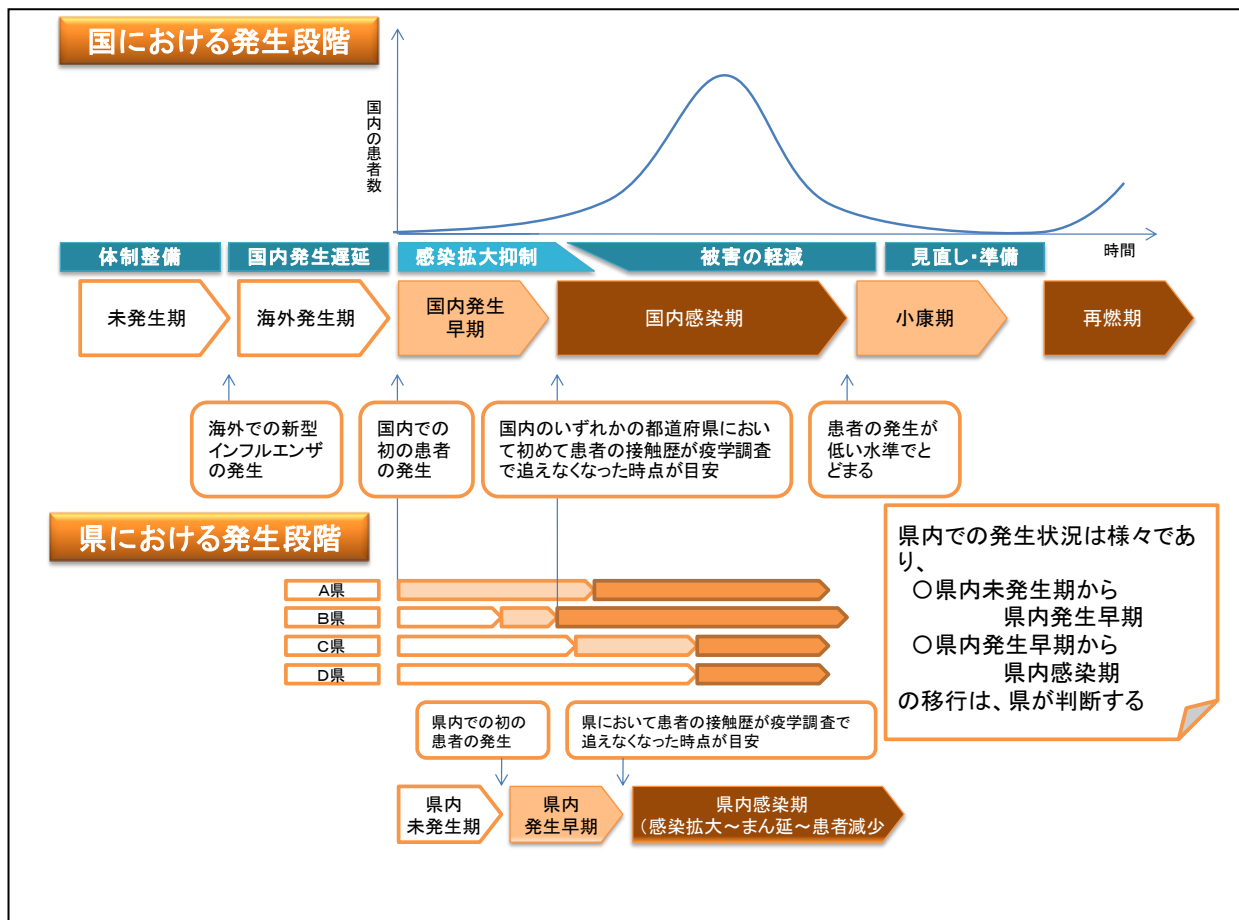 国における発生段階
国内の患者数
時間
体制整備
国内発生遅延
感染拡大抑制
被害の軽減
見直し・準備
未発生期
海外発生期
国内発生
早期
国内感染期
小康期
再燃期
海外での新型
インフルエンザ
の発生
国内での
初の患者
の発生
国内のいずれかの都道府県におい
て初めて患者の接触歴が疫学調査
で追えなくなった時点が目安
患者の発生が
低い水準でと
どまる
県における発生段階
A県
B県
C県
D県
県内での発生状況は様々であ
り、
〇県内未発生期から
県内発生早期
〇県内発生早期から
県内感染期
の移行は、県が判断する
県内での初の
患者の発生
県において患者の接触歴が疫学調査で
追えなくなった時点が目安
県内
未発生期
県内
発生早期
県内感染期
(感染拡大~まん延~患者減少